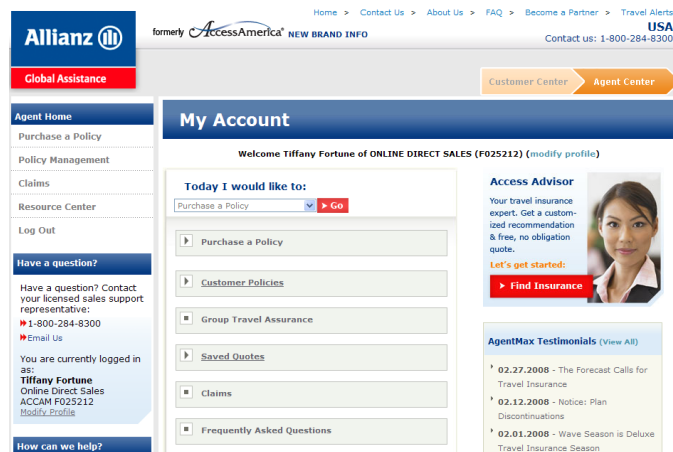 Home > Contact Us > About Us > FAQ > Become a Partner > Travel Alerts
Allianz
formerly AccessAmerica® NEW BRAND INFO
USA
Contact us: 1-800-284-8300
Global Assistance
Customer Center
Agent Center
Agent Home
Purchase a Policy
Policy Management
Claims
Resource Center
Log Out
Have a question?
Have a question? Contact
your licensed sales support
representative:
1-800-284-8300
Email Us
You are currently logged in
as:
Tiffany Fortune
Online Direct Sales
ACCAM F025212
Modify Profile
How can we help?
My Account
Welcome Tiffany Fortune of ONLINE DIRECT SALES (F025212) (modify profile)
Today I would like to:
Purchase a Policy
Go
Purchase a Policy
Customer Policies
Group Travel Assurance
Saved Quotes
Claims
Frequently Asked Questions
Access Advisor
Your travel insurance
expert. Get a custom-
ized recommendation
& free, no obligation
quote.
Let's get started:
Find Insurance
AgentMax Testimonials (View All)
02.27.2008 - The Forecast Calls for
Travel Insurance
02.12.2008 - Notice: Plan
Discontinuations
02.01.2008 - Wave Season is Deluxe
Travel Insurance Season